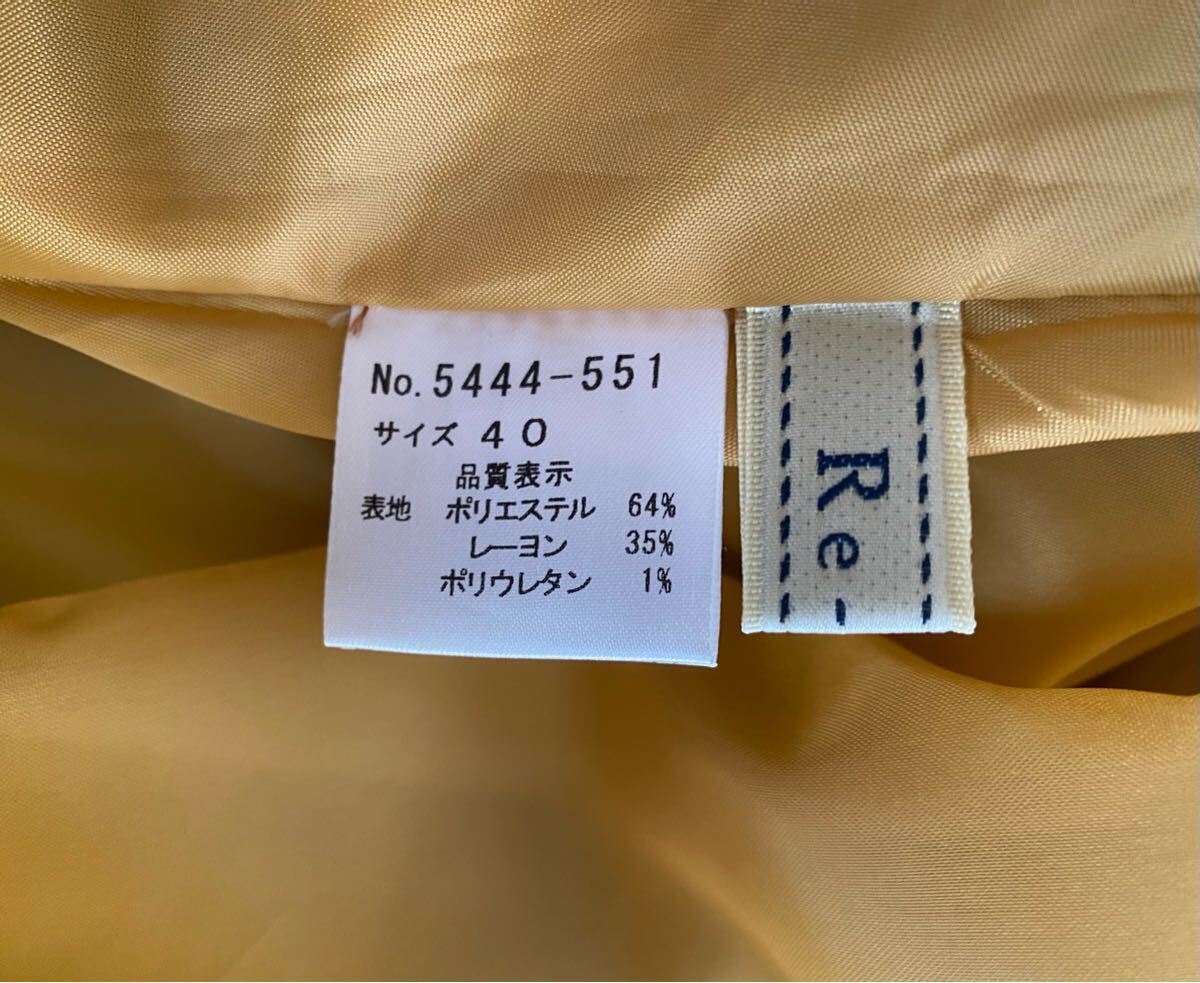 No. 5444-551
サイズ 40
品質表示
表地 ポリエステル 64%
レーヨン 35%
ポリウレタン 1%
Re-